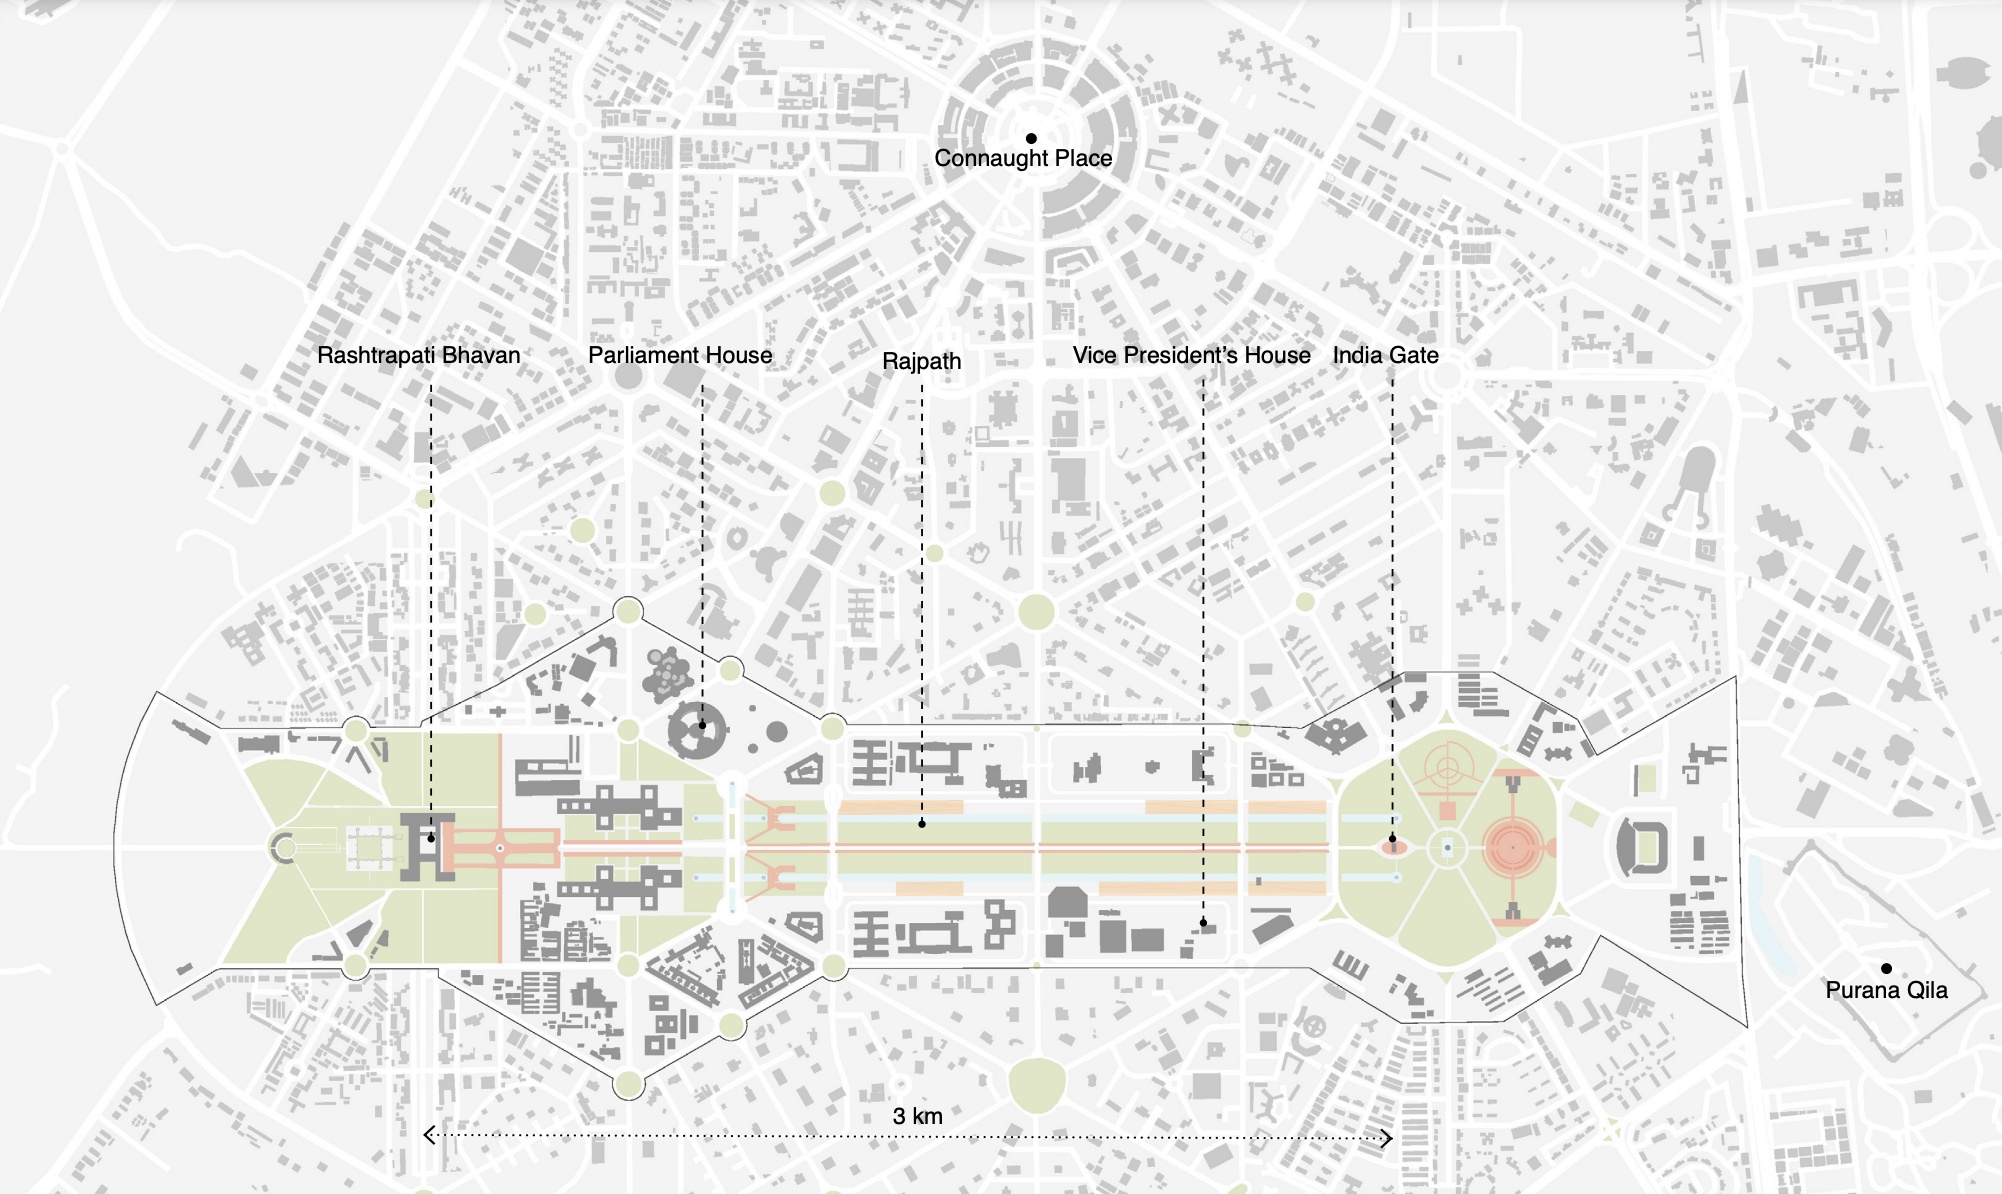 Connaught Place
Rashtrapati Bhavan
Parliament House
Rajpath
Vice President’s House
India Gate
Purana Qila
3 km